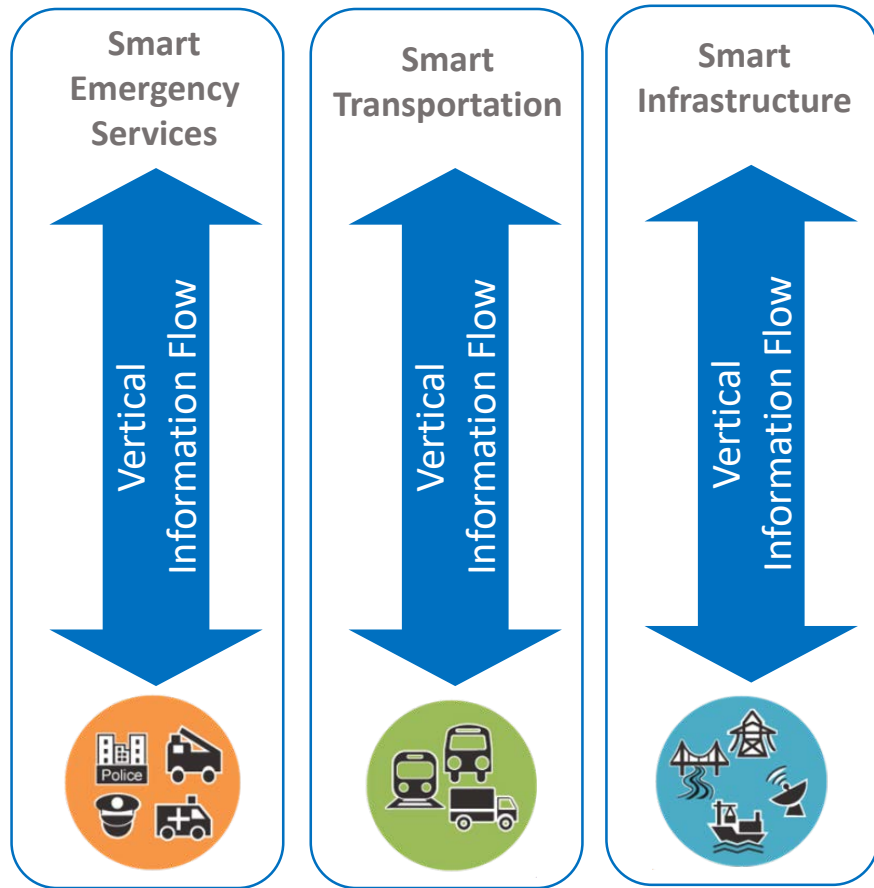 Smart
Emergency
Services
Vertical
Information Flow
Police
Smart
Transportation
Vertical
Information Flow
Smart
Infrastructure
Vertical
Information Flow